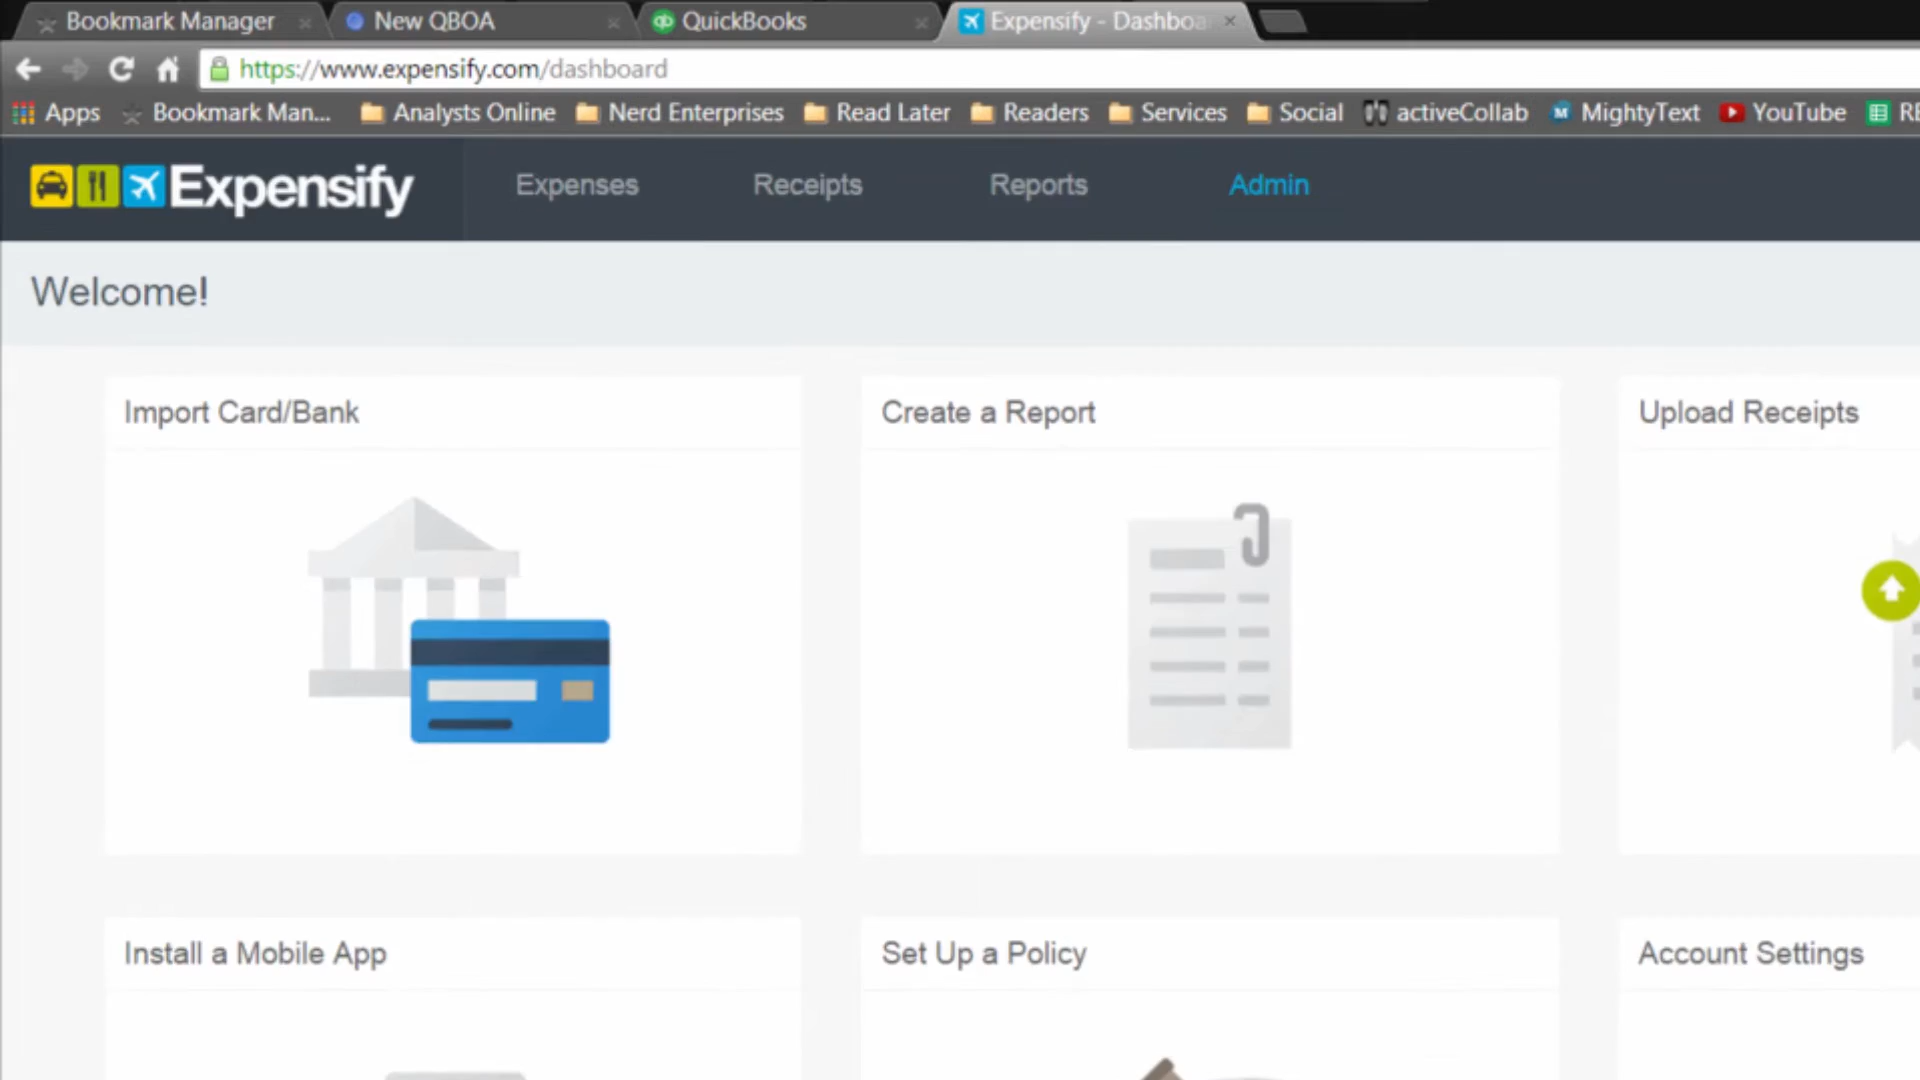 Bookmark Manager
New QBOA
QuickBooks
Expensify - Dashboa
https://www.expensify.com/dashboard
Apps
Bookmark Man...
Analysts Online
Nerd Enterprises
Read Later
Readers
Services
Social
activeCollab
MightyText
YouTube
Expensify
Expenses
Receipts
Reports
Admin
Welcome!
Import Card/Bank
Create a Report
Upload Receipts
Install a Mobile App
Set Up a Policy
Account Settings